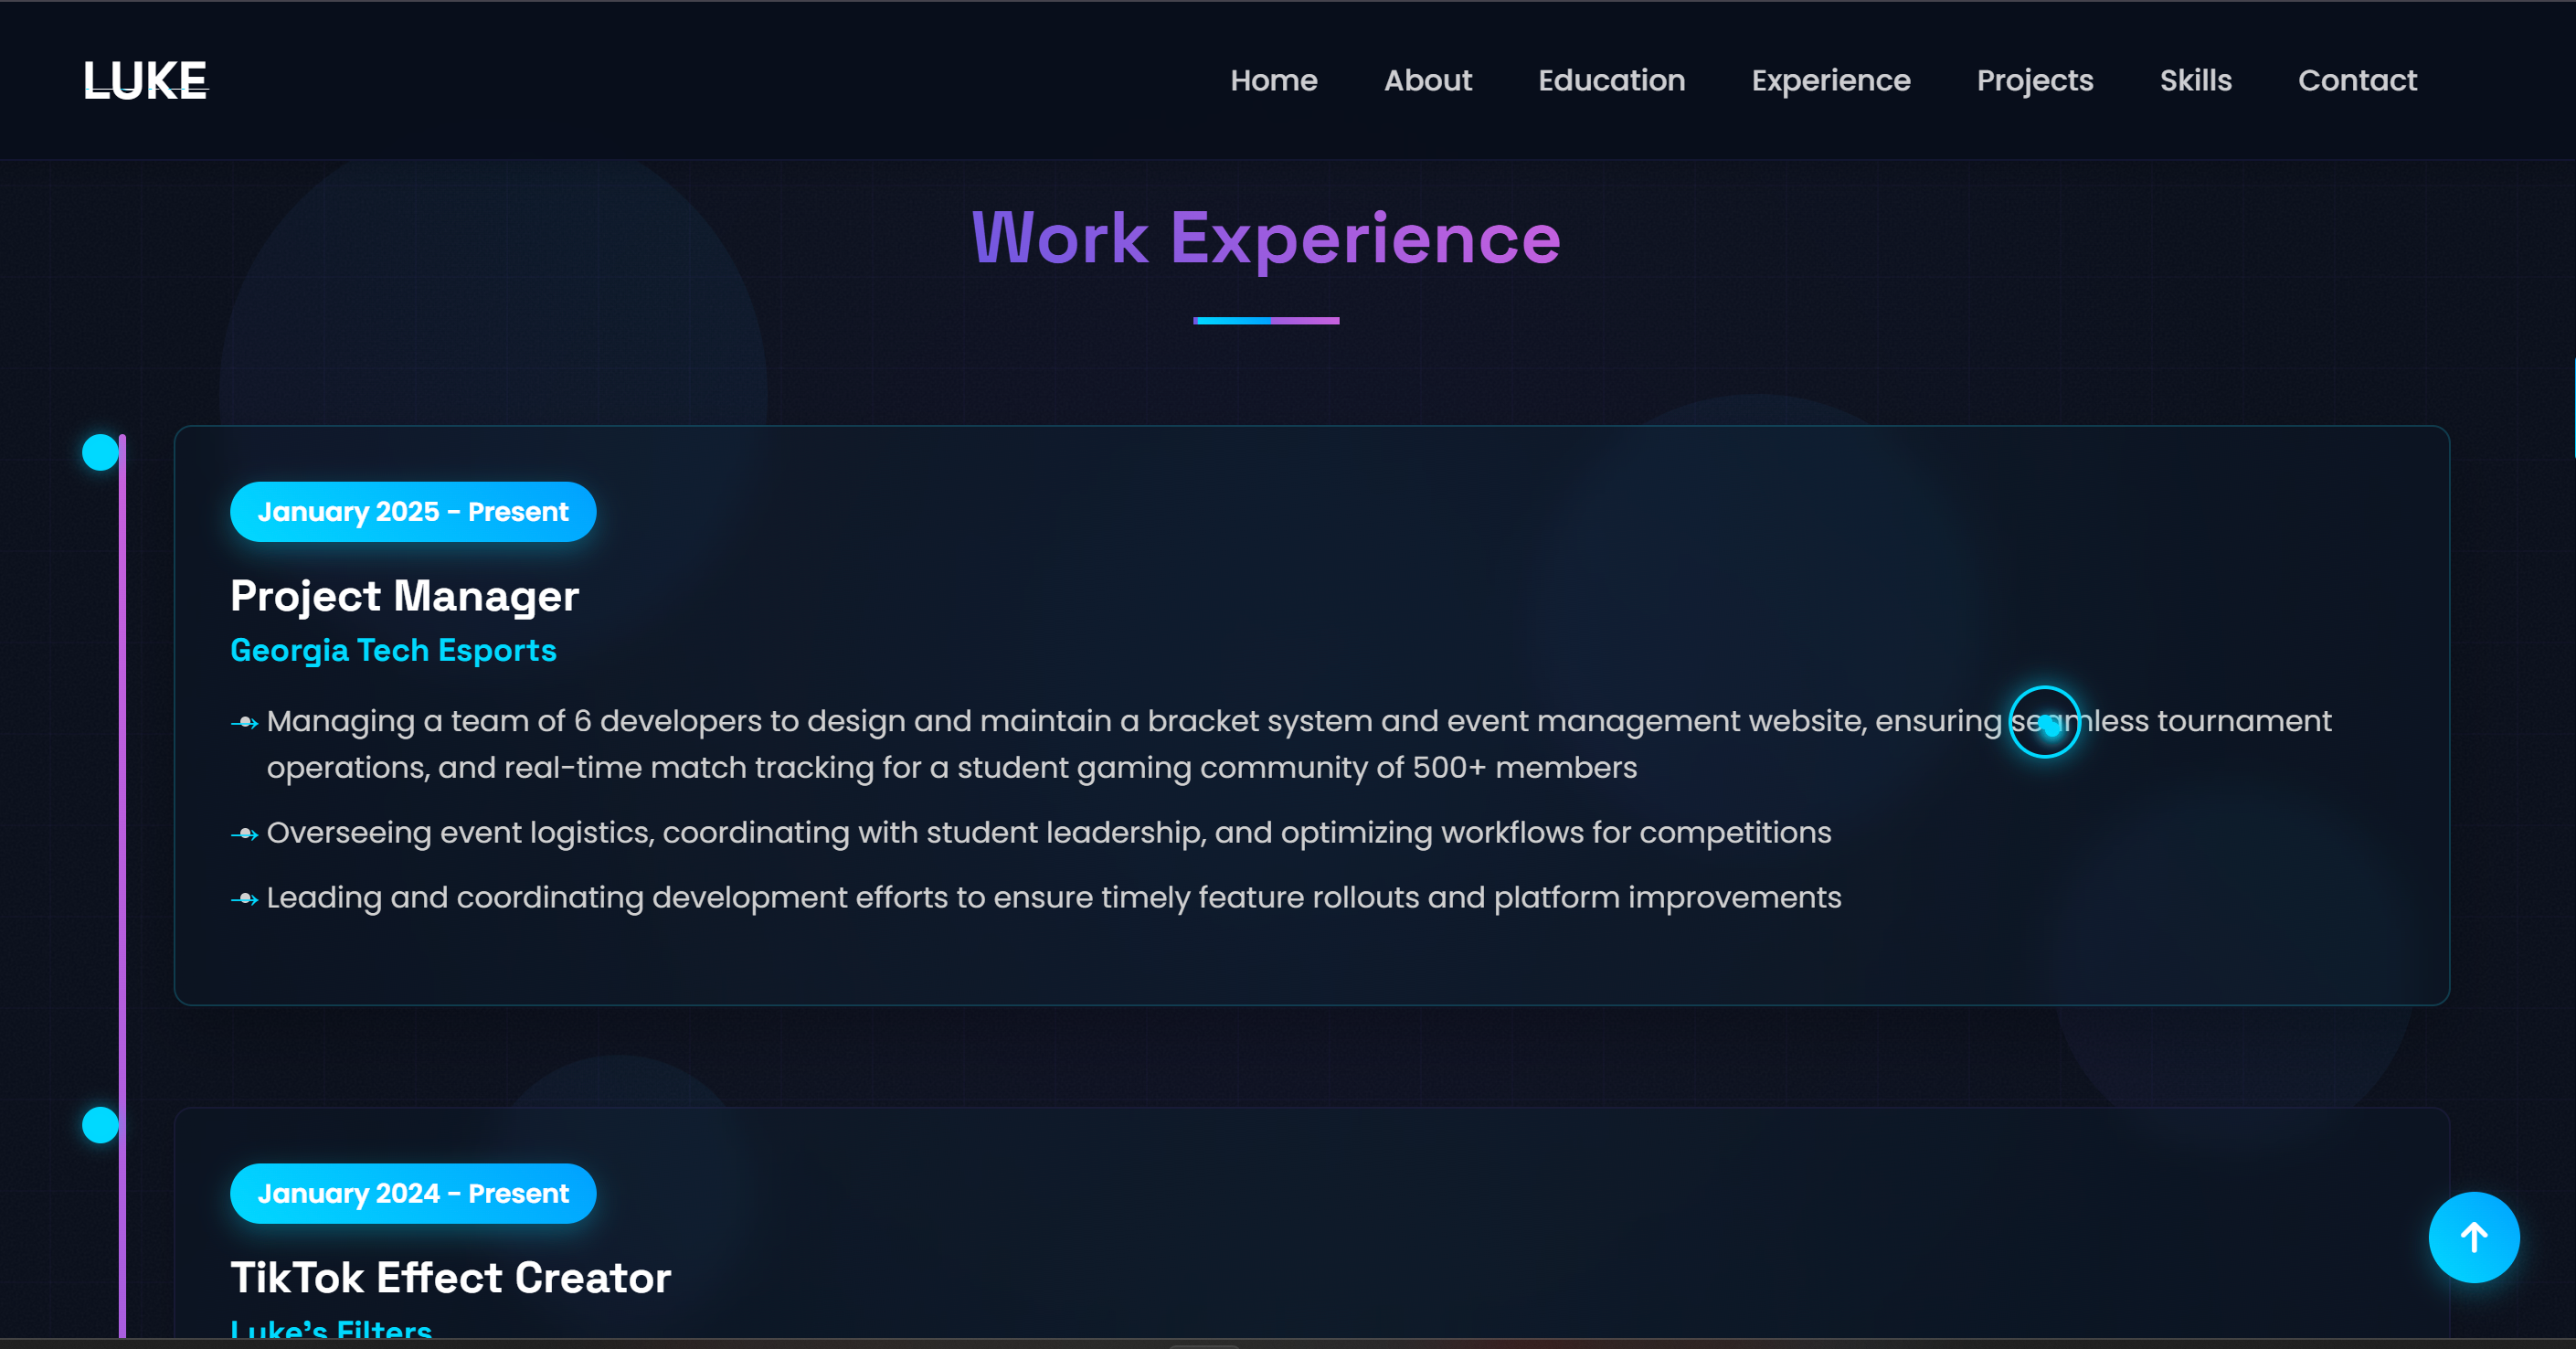 LUKE
Home About Education Experience Projects Skills Contact
Work Experience
January 2025 - Present
Project Manager
Georgia Tech Esports
Managing a team of 6 developers to design and maintain a bracket system and event management website, ensuring seamless tournament
operations, and real-time match tracking for a student gaming community of 500+ members
Overseeing event logistics, coordinating with student leadership, and optimizing workflows for competitions
Leading and coordinating development efforts to ensure timely feature rollouts and platform improvements
January 2024 - Present
TikTok Effect Creator
Luke's Filters